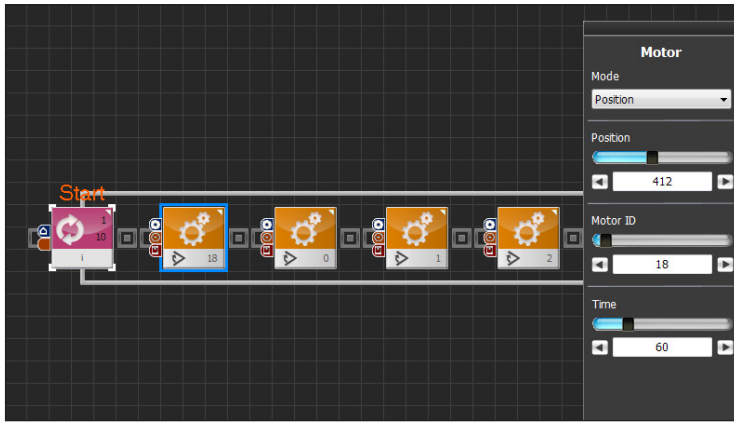 Motor
Mode
Position
Position
412
Motor ID
18
Time
60
Start
1
10
i
18
0
1
2